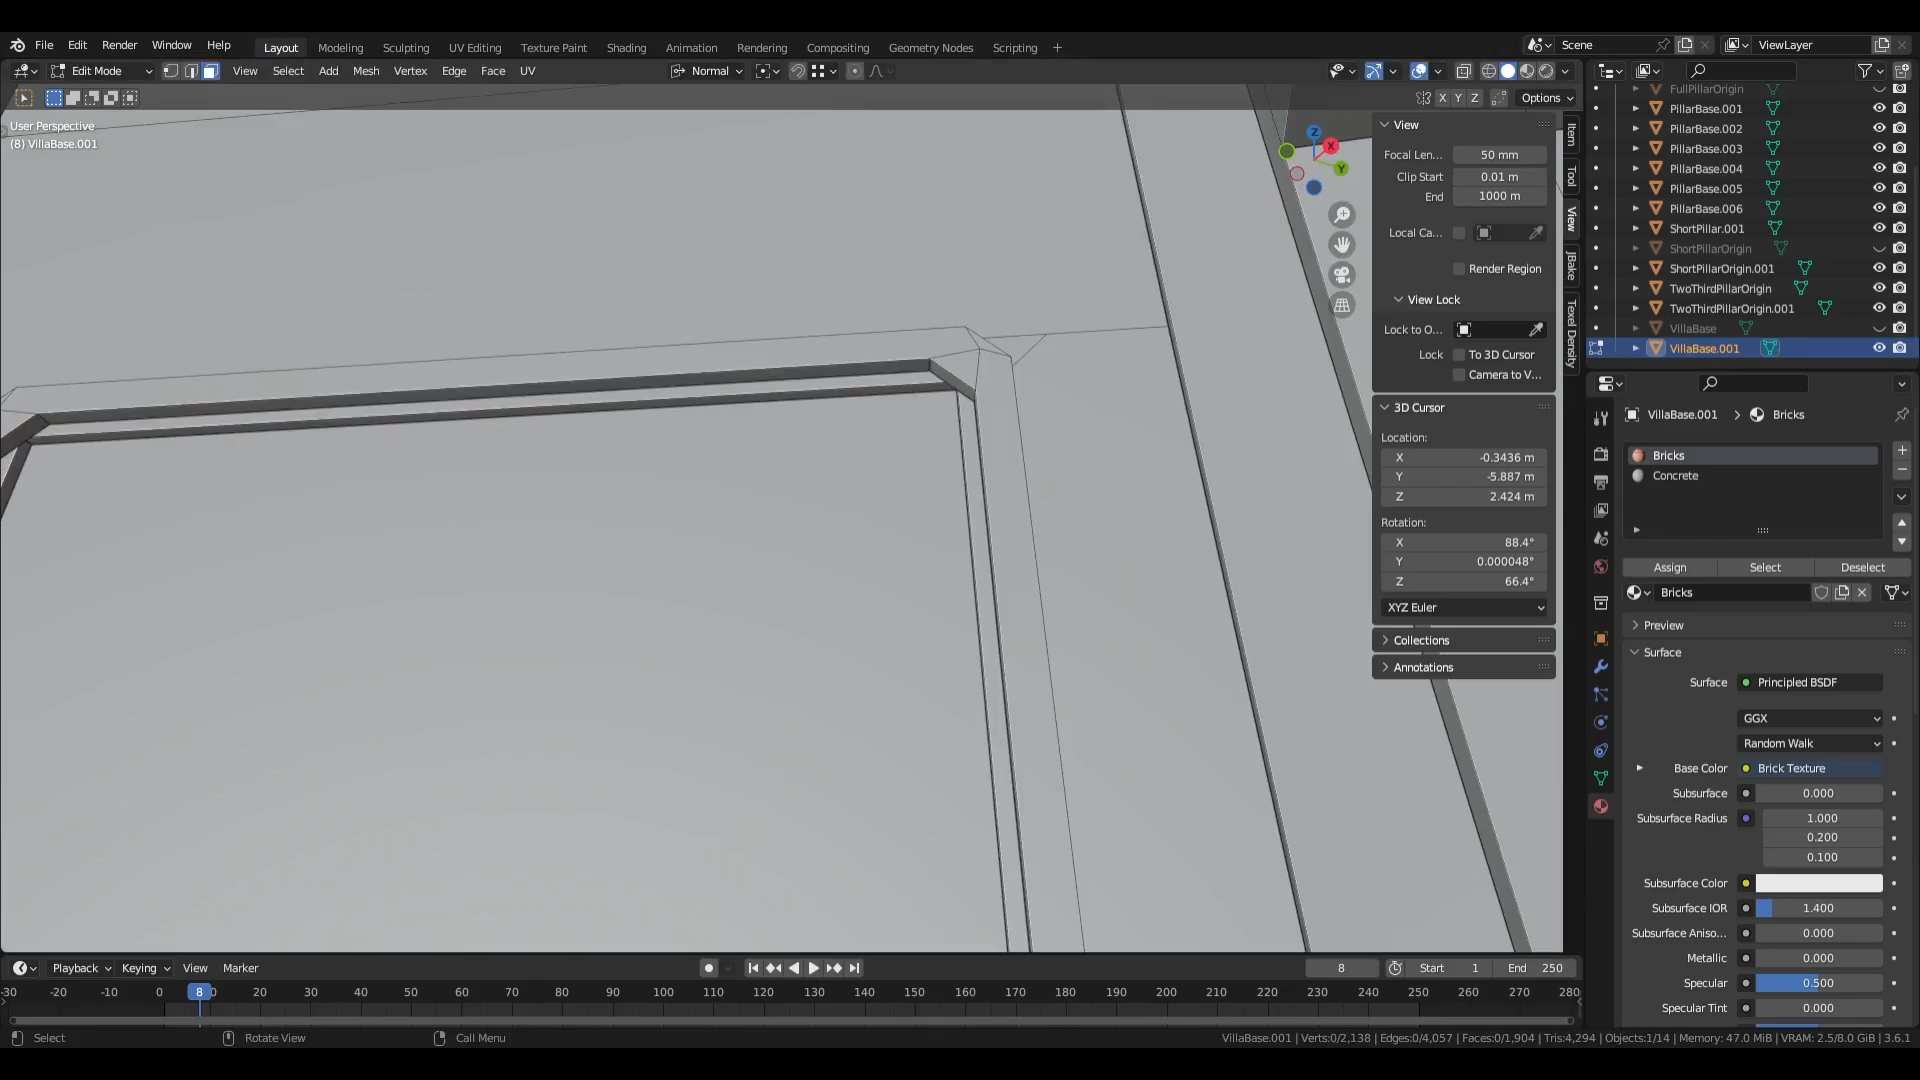 File Edit Render Window Help
Layout Modeling Sculpting UV Editing Texture Paint Shading Animation Rendering Compositing Geometry Nodes Scripting +
Scene
ViewLayer
Edit Mode
View Select Add Mesh Vertex Edge Face UV
Normal
X Y Z
Options
User Perspective
(8) VillaBase.001
Z
X
Y
View
Focal Len... 50 mm
Clip Start 0.01 m
End 1000 m
Local Ca...
Render Region
View Lock
Lock to O...
Lock To 3D Cursor
Camera to V...
3D Cursor
Location:
X -0.3436 m
Y -5.887 m
Z 2.424 m
Rotation:
X 88.4°
Y 0.000048°
Z 66.4°
XYZ Euler
Collections
Annotations
Item
Tool
View
JBake
Texel Density
FullPillarOrigin
PillarBase.001
PillarBase.002
PillarBase.003
PillarBase.004
PillarBase.005
PillarBase.006
ShortPillar.001
ShortPillarOrigin
ShortPillarOrigin.001
TwoThirdPillarOrigin
TwoThirdPillarOrigin.001
VillaBase
VillaBase.001
VillaBase.001 > Bricks
Bricks
Concrete
Assign Select Deselect
Bricks
Preview
Surface
Surface Principled BSDF
GGX
Random Walk
Base Color Brick Texture
Subsurface 0.000
Subsurface Radius 1.000
0.200
0.100
Subsurface Color
Subsurface IOR 1.400
Subsurface Aniso... 0.000
Metallic 0.000
Specular 0.500
Specular Tint 0.000
Playback Keying View Marker
8
Start 1 End 250
-30 -20 -10 0 8 20 30 40 50 60 70 80 90 100 110 120 130 140 150 160 170 180 190 200 210 220 230 240 250 260 270 280
Select
Rotate View
Call Menu
VillaBase.001 | Verts:0/2,138 | Edges:0/4,057 | Faces:0/1,904 | Tris:4,294 | Objects:1/14 | Memory: 47.0 MiB | VRAM: 2.5/8.0 GiB | 3.6.1